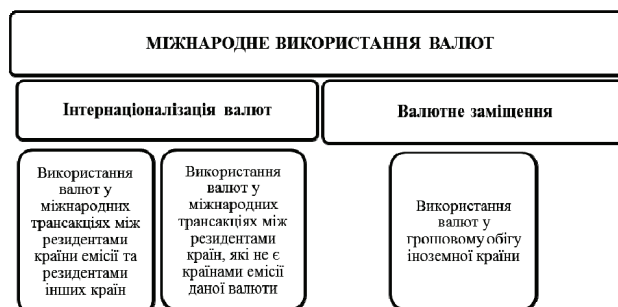 МІЖНАРОДНЕ ВИКОРИСТАННЯ ВАЛЮТ
Інтернаціоналізація валют
Валютне заміщення
Використання
валют у
міжнародних
трансакціях між
резидентами
країни емісії та
резидентами
інших країн
Використання
валют у
міжнародних
трансакціях між
резидентами
країн, які не є
країнами емісії
даної валюти
Використання
валют у
грошовому обігу
іноземної країни